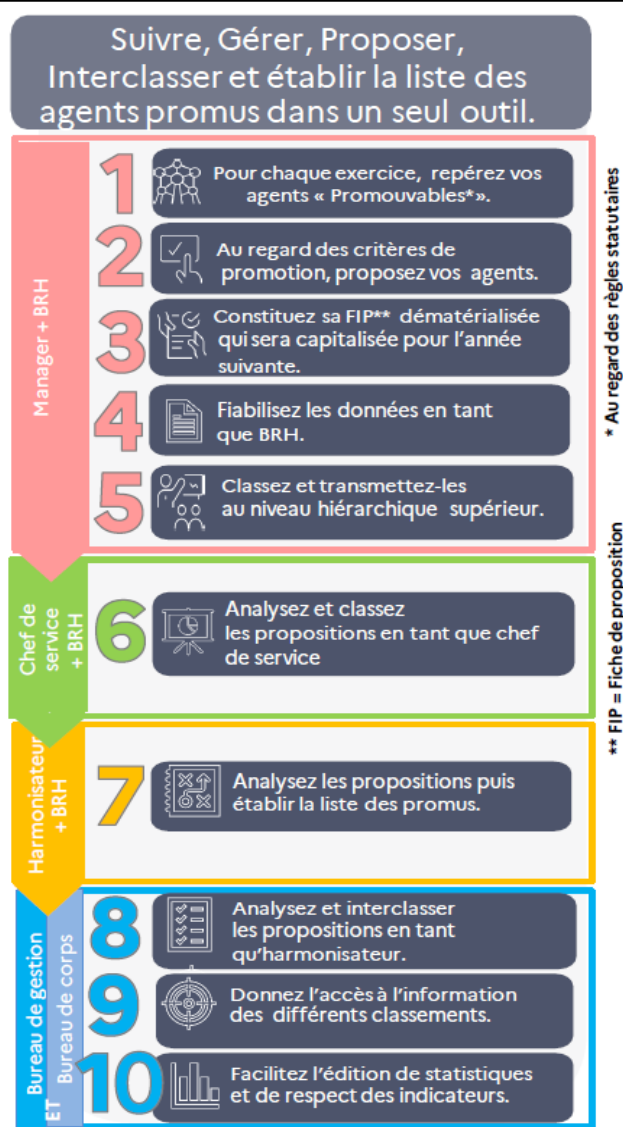 Suivre, Gérer, Proposer,
Interclasser et établir la liste des
agents promus dans un seul outil.
Manager + BRH
1
Pour chaque exercice, repérez vos
agents « Promouvables*».
2
Au regard des critères de
promotion, proposez vos agents.
3
Constituez sa FIP** dématérialisée
qui sera capitalisée pour l'année
suivante.
4
Fiabilisez les données en tant
que BRH.
5
Classez et transmettez-les
au niveau hiérarchique supérieur.
Chef de
service
+ BRH
6
Analysez et classez
les propositions en tant que chef
de service
Harmonisateur
+ BRH
7
Analysez les propositions puis
établir la liste des promus.
Bureau de gestion
ET
Bureau de corps
8
Analysez et interclasser
les propositions en tant
qu'harmonisateur.
9
Donnez l'accès à l'information
des différents classements.
10
Facilitez l'édition de statistiques
et de respect des indicateurs.
* Au regard des règles statutaires
** FIP = Fiche de proposition